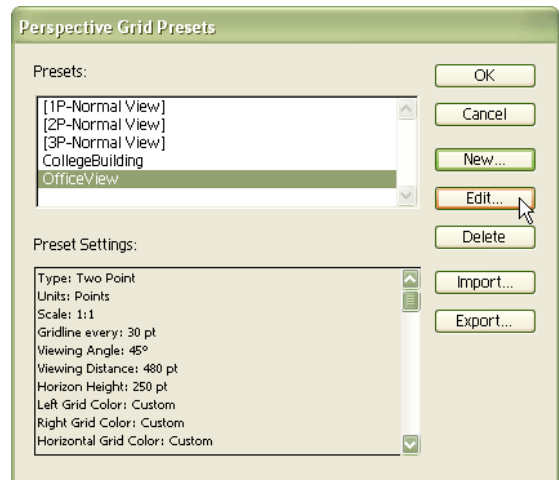 Perspective Grid Presets
Presets:
[1P-Normal View]
[2P-Normal View]
[3P-Normal View]
CollegeBuilding
OfficeView
OK
Cancel
New...
Edit...
Delete
Import...
Export...
Preset Settings:
Type: Two Point
Units: Points
Scale: 1:1
Gridline every: 30 pt
Viewing Angle: 45°
Viewing Distance: 480 pt
Horizon Height: 250 pt
Left Grid Color: Custom
Right Grid Color: Custom
Horizontal Grid Color: Custom